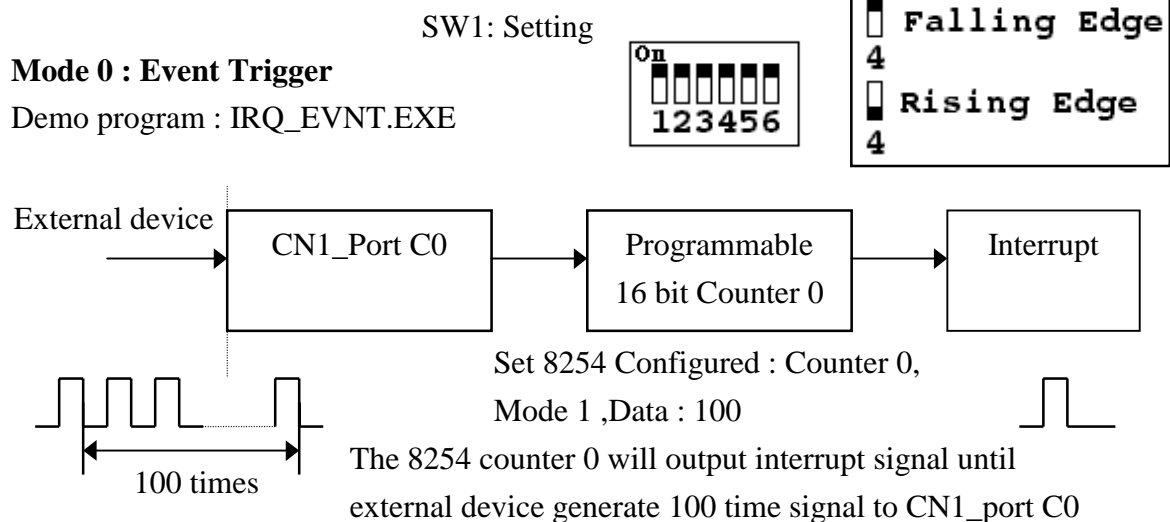 SW1: Setting
Falling Edge
4
Rising Edge
4
On
123456
Mode 0 : Event Trigger
Demo program : IRQ_EVNT.EXE
External device
CN1_Port C0
Programmable
16 bit Counter 0
Interrupt
Set 8254 Configured : Counter 0,
Mode 1 ,Data : 100
100 times
The 8254 counter 0 will output interrupt signal until
external device generate 100 time signal to CN1_port C0